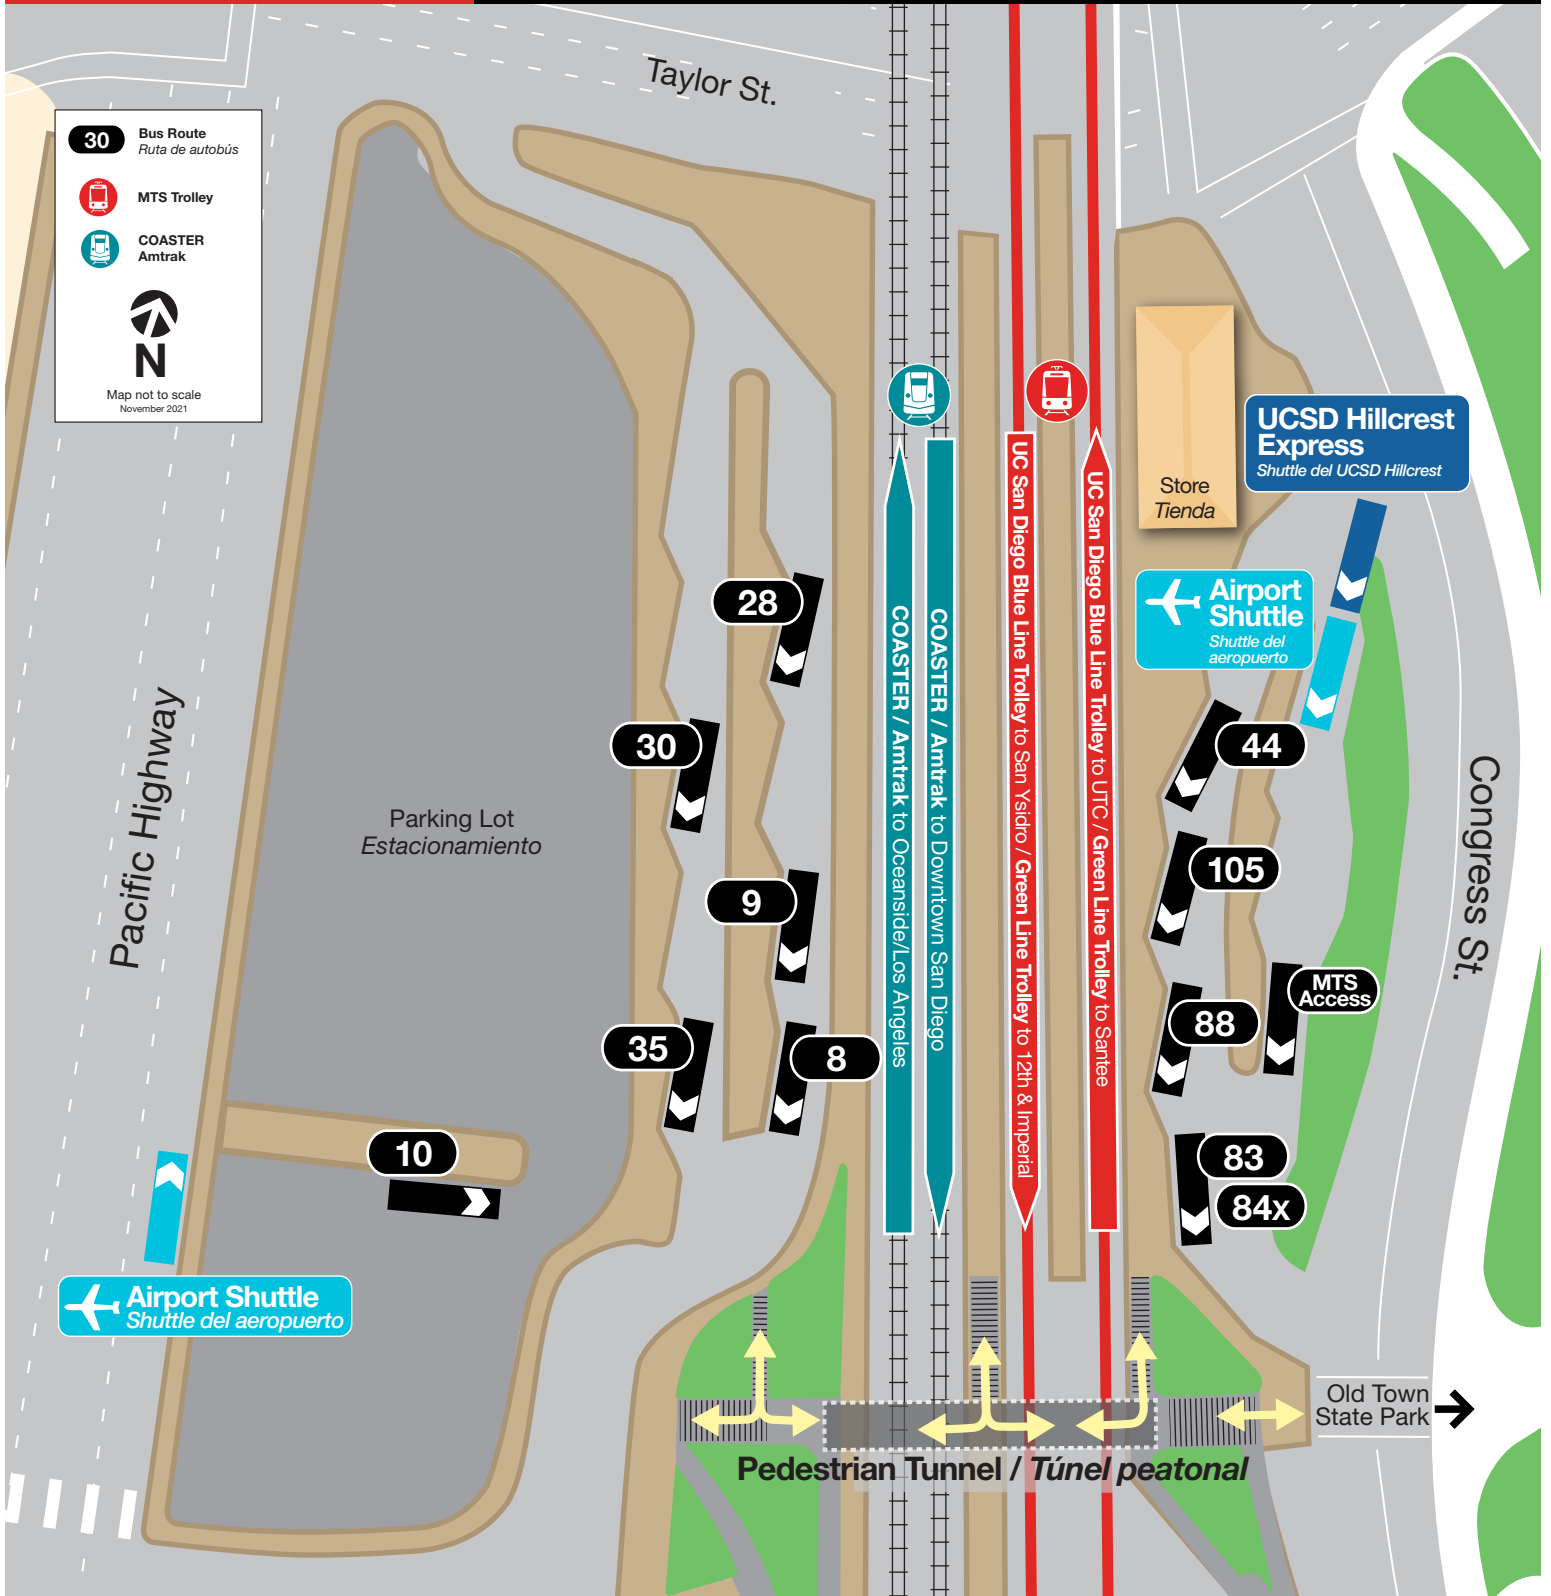 Taylor St.
30
Bus Route
Ruta de autobús
MTS Trolley
COASTER
Amtrak
N
Map not to scale
November 2021
UCSD Hillcrest
Express
Shuttle del UCSD Hillcrest
Store
Tienda
Airport
Shuttle
Shuttle del
aeropuerto
28
30
44
Pacific Highway
Parking Lot
Estacionamiento
COASTER / Amtrak to Oceanside/Los Angeles
COASTER / Amtrak to Downtown San Diego
UC San Diego Blue Line Trolley to San Ysidro / Green Line Trolley to 12th & Imperial
UC San Diego Blue Line Trolley to UTC / Green Line Trolley to Santee
Congress St.
105
9
MTS
Access
88
35
8
10
83
84x
Airport Shuttle
Shuttle del aeropuerto
Old Town
State Park
Pedestrian Tunnel / Túnel peatonal